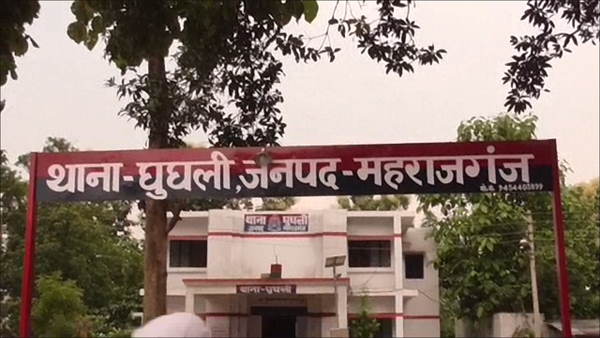 थाना-घुघली, जनपद-महराजगंज
थाना घुघली
थाना-घुघली